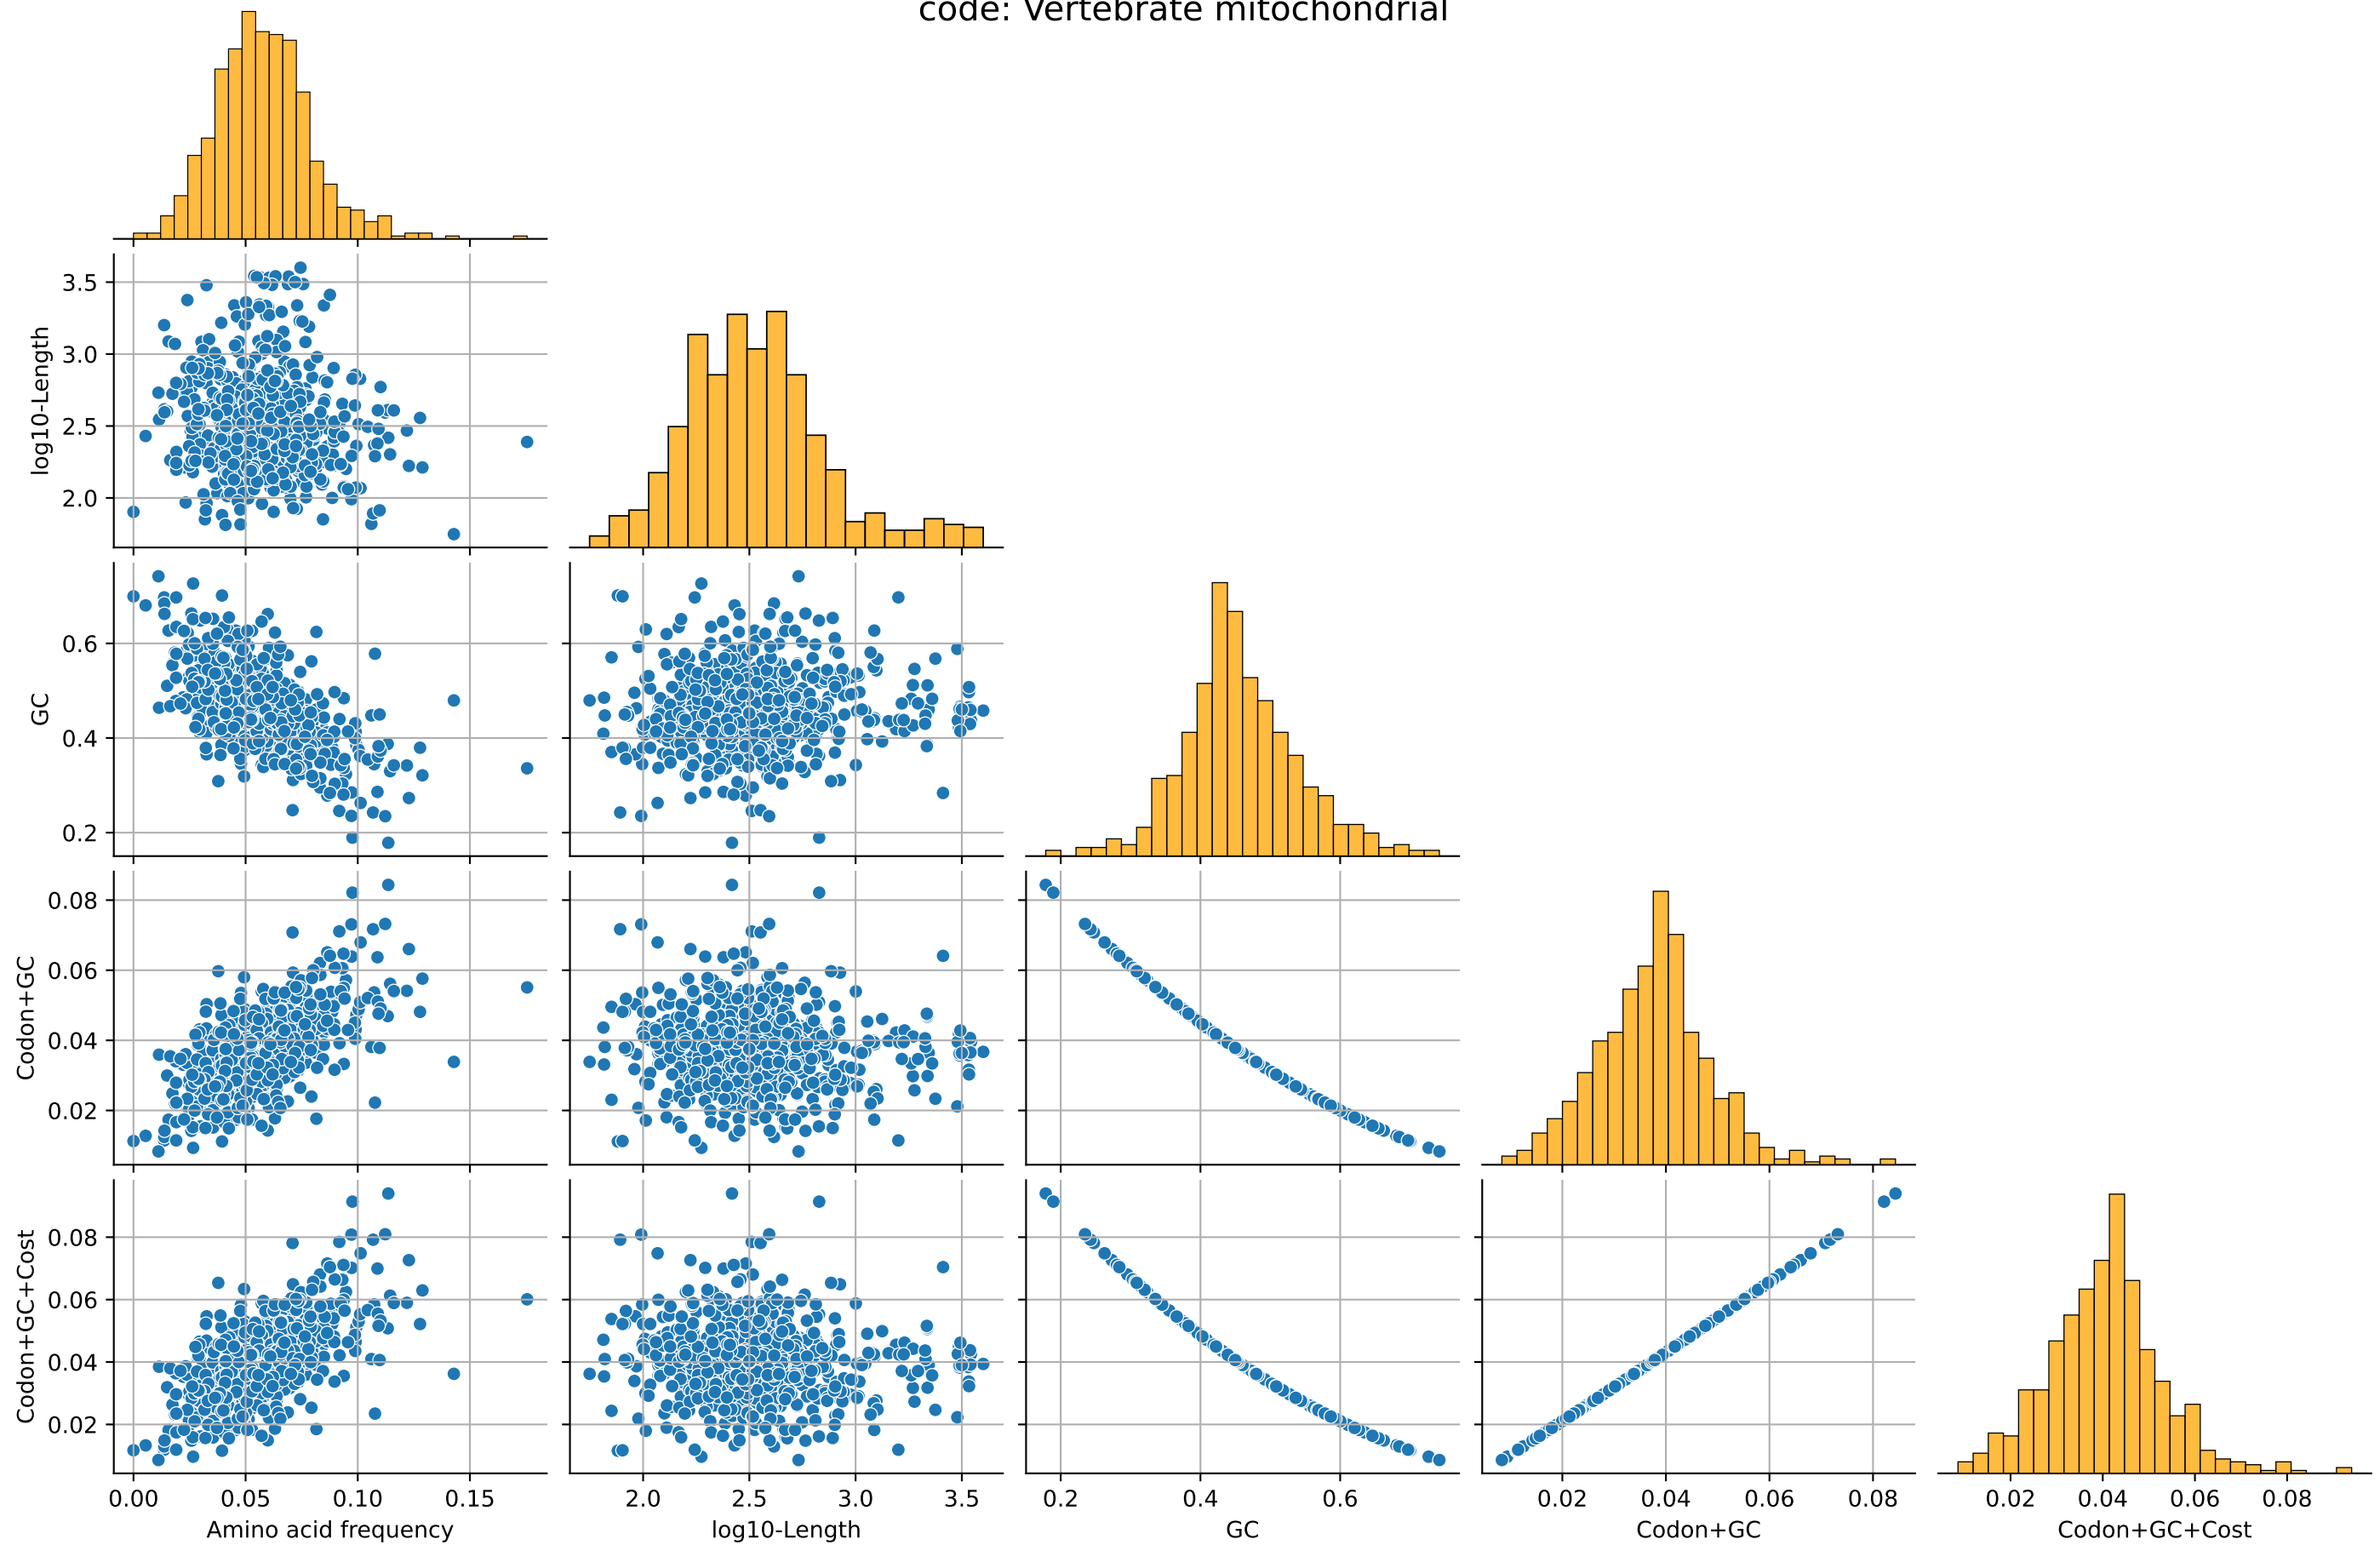 code: Vertebrate mitochondrial
3.5
3.0
2.5
2.0
log10-Length
0.6
0.4
0.2
GC
0.08
0.06
0.04
0.02
Codon+GC
0.08
0.06
0.04
0.02
Codon+GC+Cost
0.00 0.05 0.10 0.15
2.0 2.5 3.0 3.5
0.2 0.4 0.6
0.02 0.04 0.06 0.08
0.02 0.04 0.06 0.08
Amino acid frequency
log10-Length
GC
Codon+GC
Codon+GC+Cost